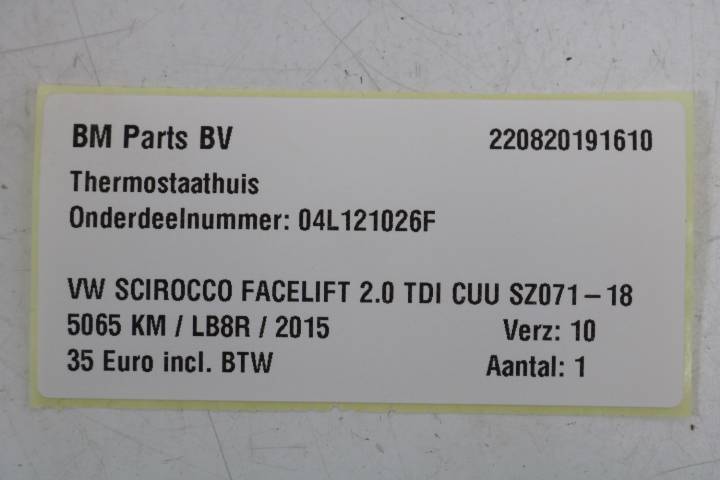 BM Parts BV 220820191610
Thermostaathuis
Onderdeelnummer: 04L121026F
VW SCIROCCO FACELIFT 2.0 TDI CUU SZ071-18
5065 KM / LB8R / 2015 Verz: 10
35 Euro incl. BTW Aantal: 1